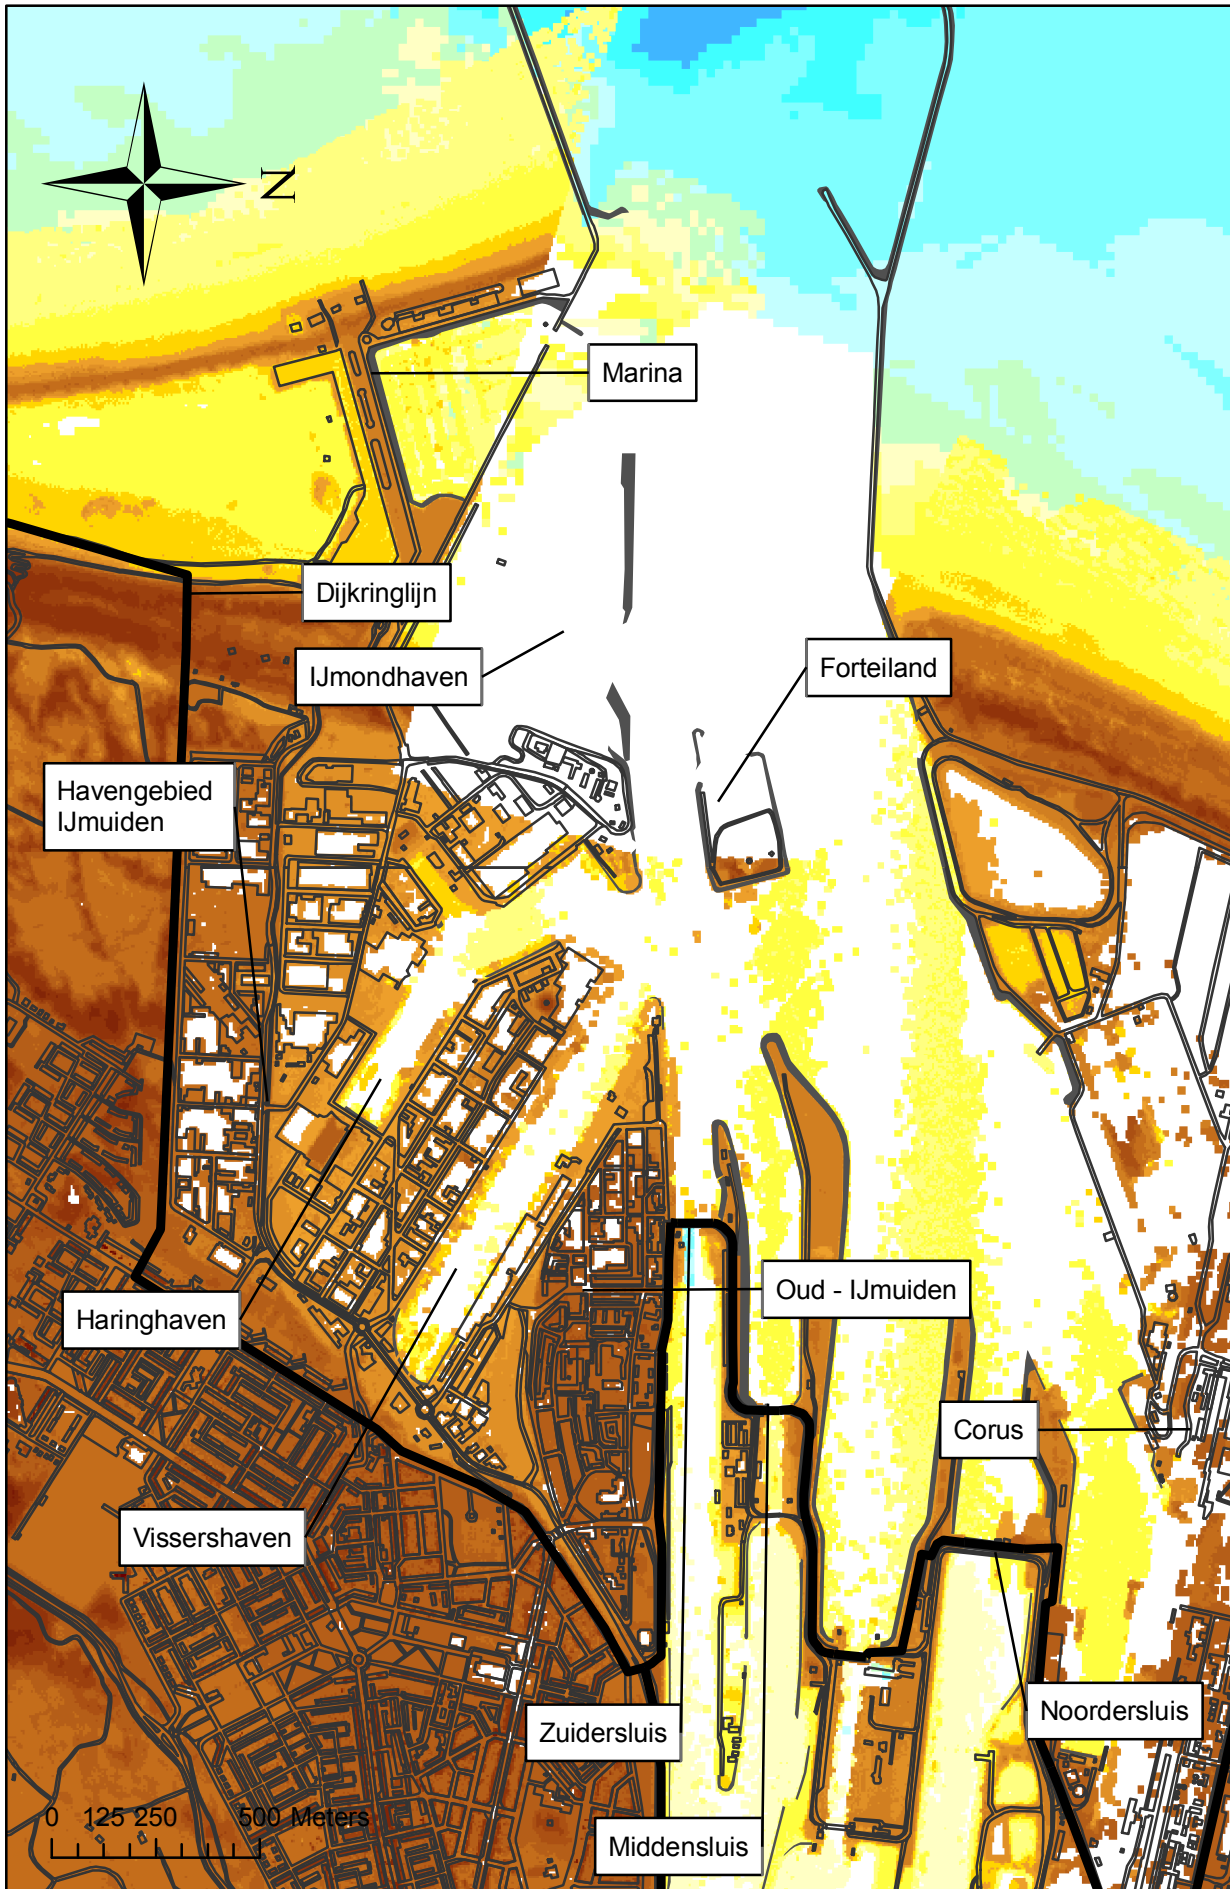 N
Marina
Dijkringlijn
IJmondhaven
Forteiland
Havengebied
IJmuiden
Haringhaven
Oud - IJmuiden
Corus
Vissershaven
Zuidersluis
Noordersluis
Middensluis
0 125 250 500 Meters